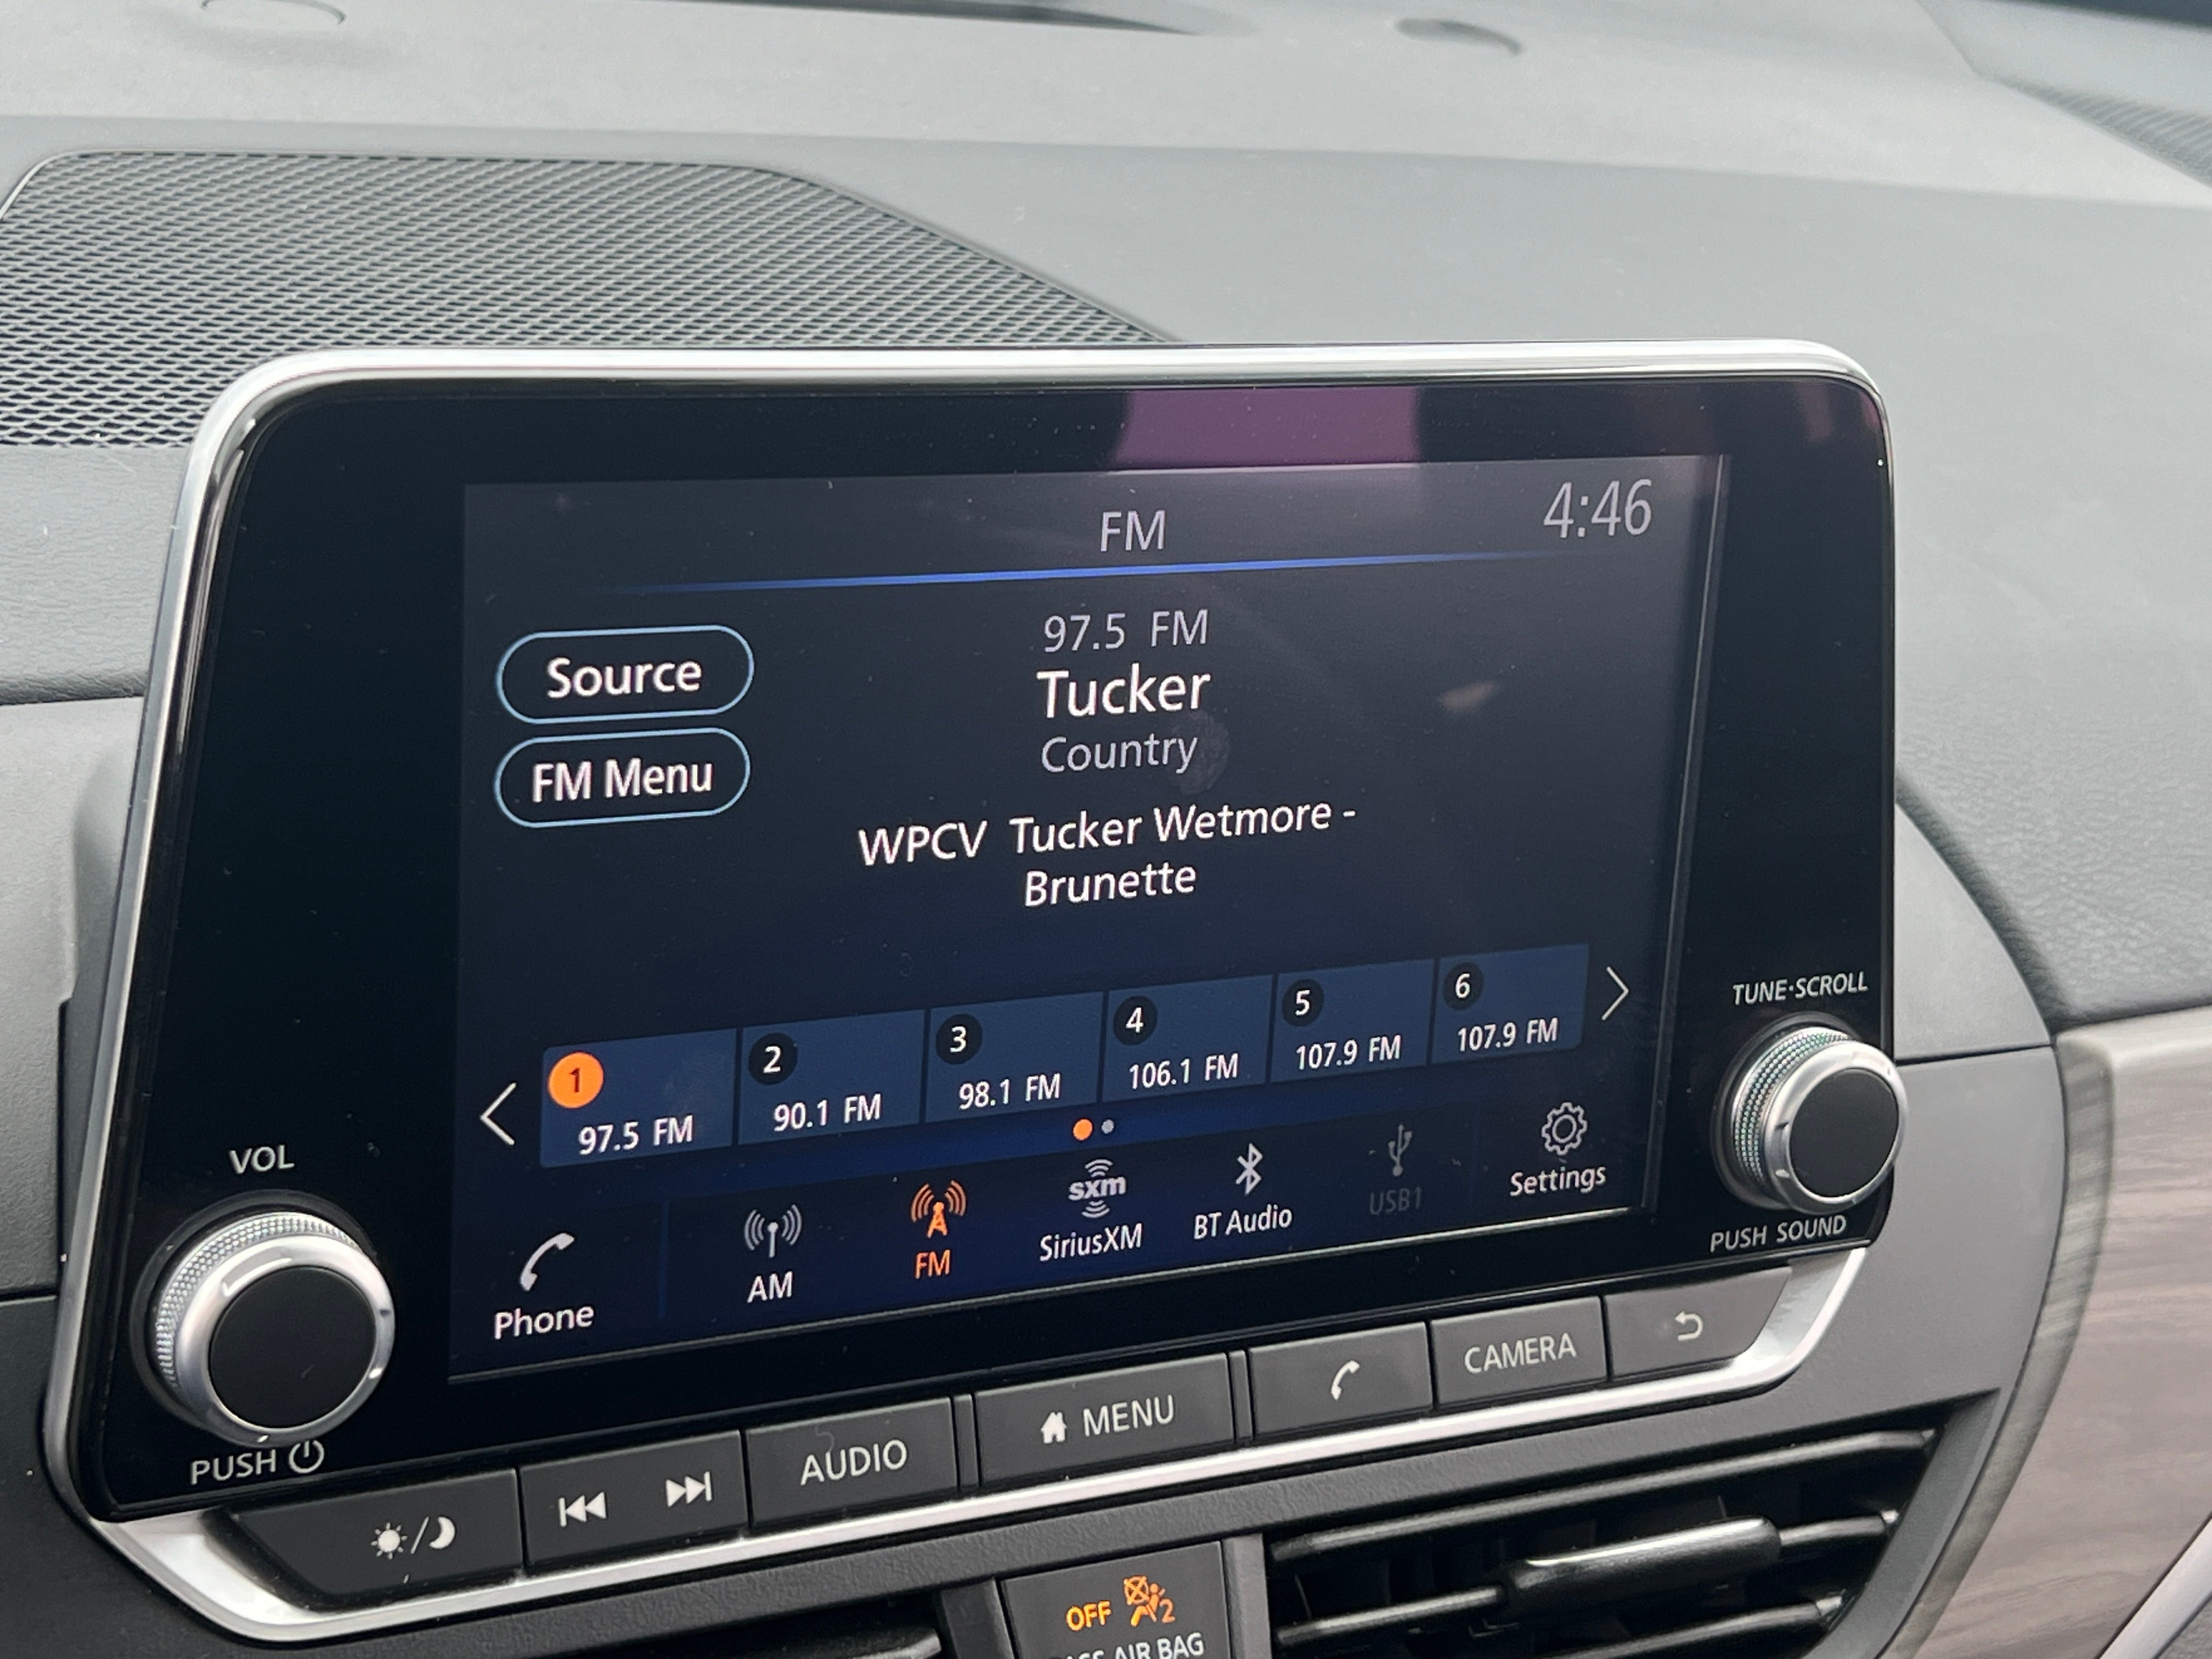 FM
4:46
Source
FM Menu
97.5 FM
Tucker
Country
WPCV Tucker Wetmore -
Brunette
1
97.5 FM
2
90.1 FM
3
98.1 FM
4
106.1 FM
5
107.9 FM
6
107.9 FM
Phone
AM
FM
sxm
SiriusXM
BT Audio
USB1
Settings
VOL
PUSH
TUNE·SCROLL
PUSH SOUND
AUDIO
MENU
CAMERA
OFF 2
AIR BAG